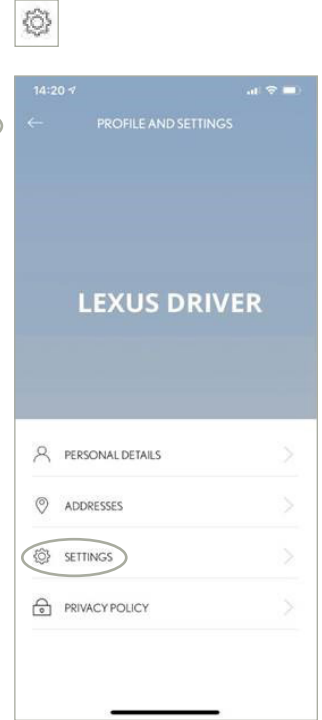 14:20
PROFILE AND SETTINGS
LEXUS DRIVER
PERSONAL DETAILS
ADDRESSES
SETTINGS
PRIVACY POLICY